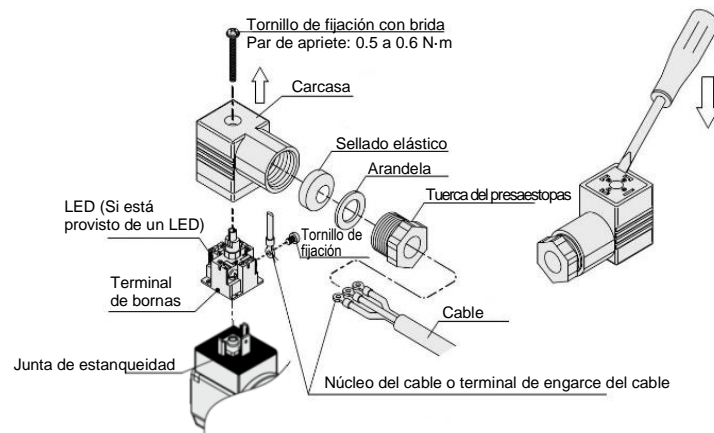 Tornillo de fijación con brida
Par de apriete: 0.5 a 0.6 N·m
Carcasa
Sellado elástico
Arandela
Tuerca del presaestopas
LED (Si está
provisto de un LED)
Tornillo de
fijación
Terminal
de bornas
Cable
Junta de estanqueidad
Núcleo del cable o terminal de engarce del cable